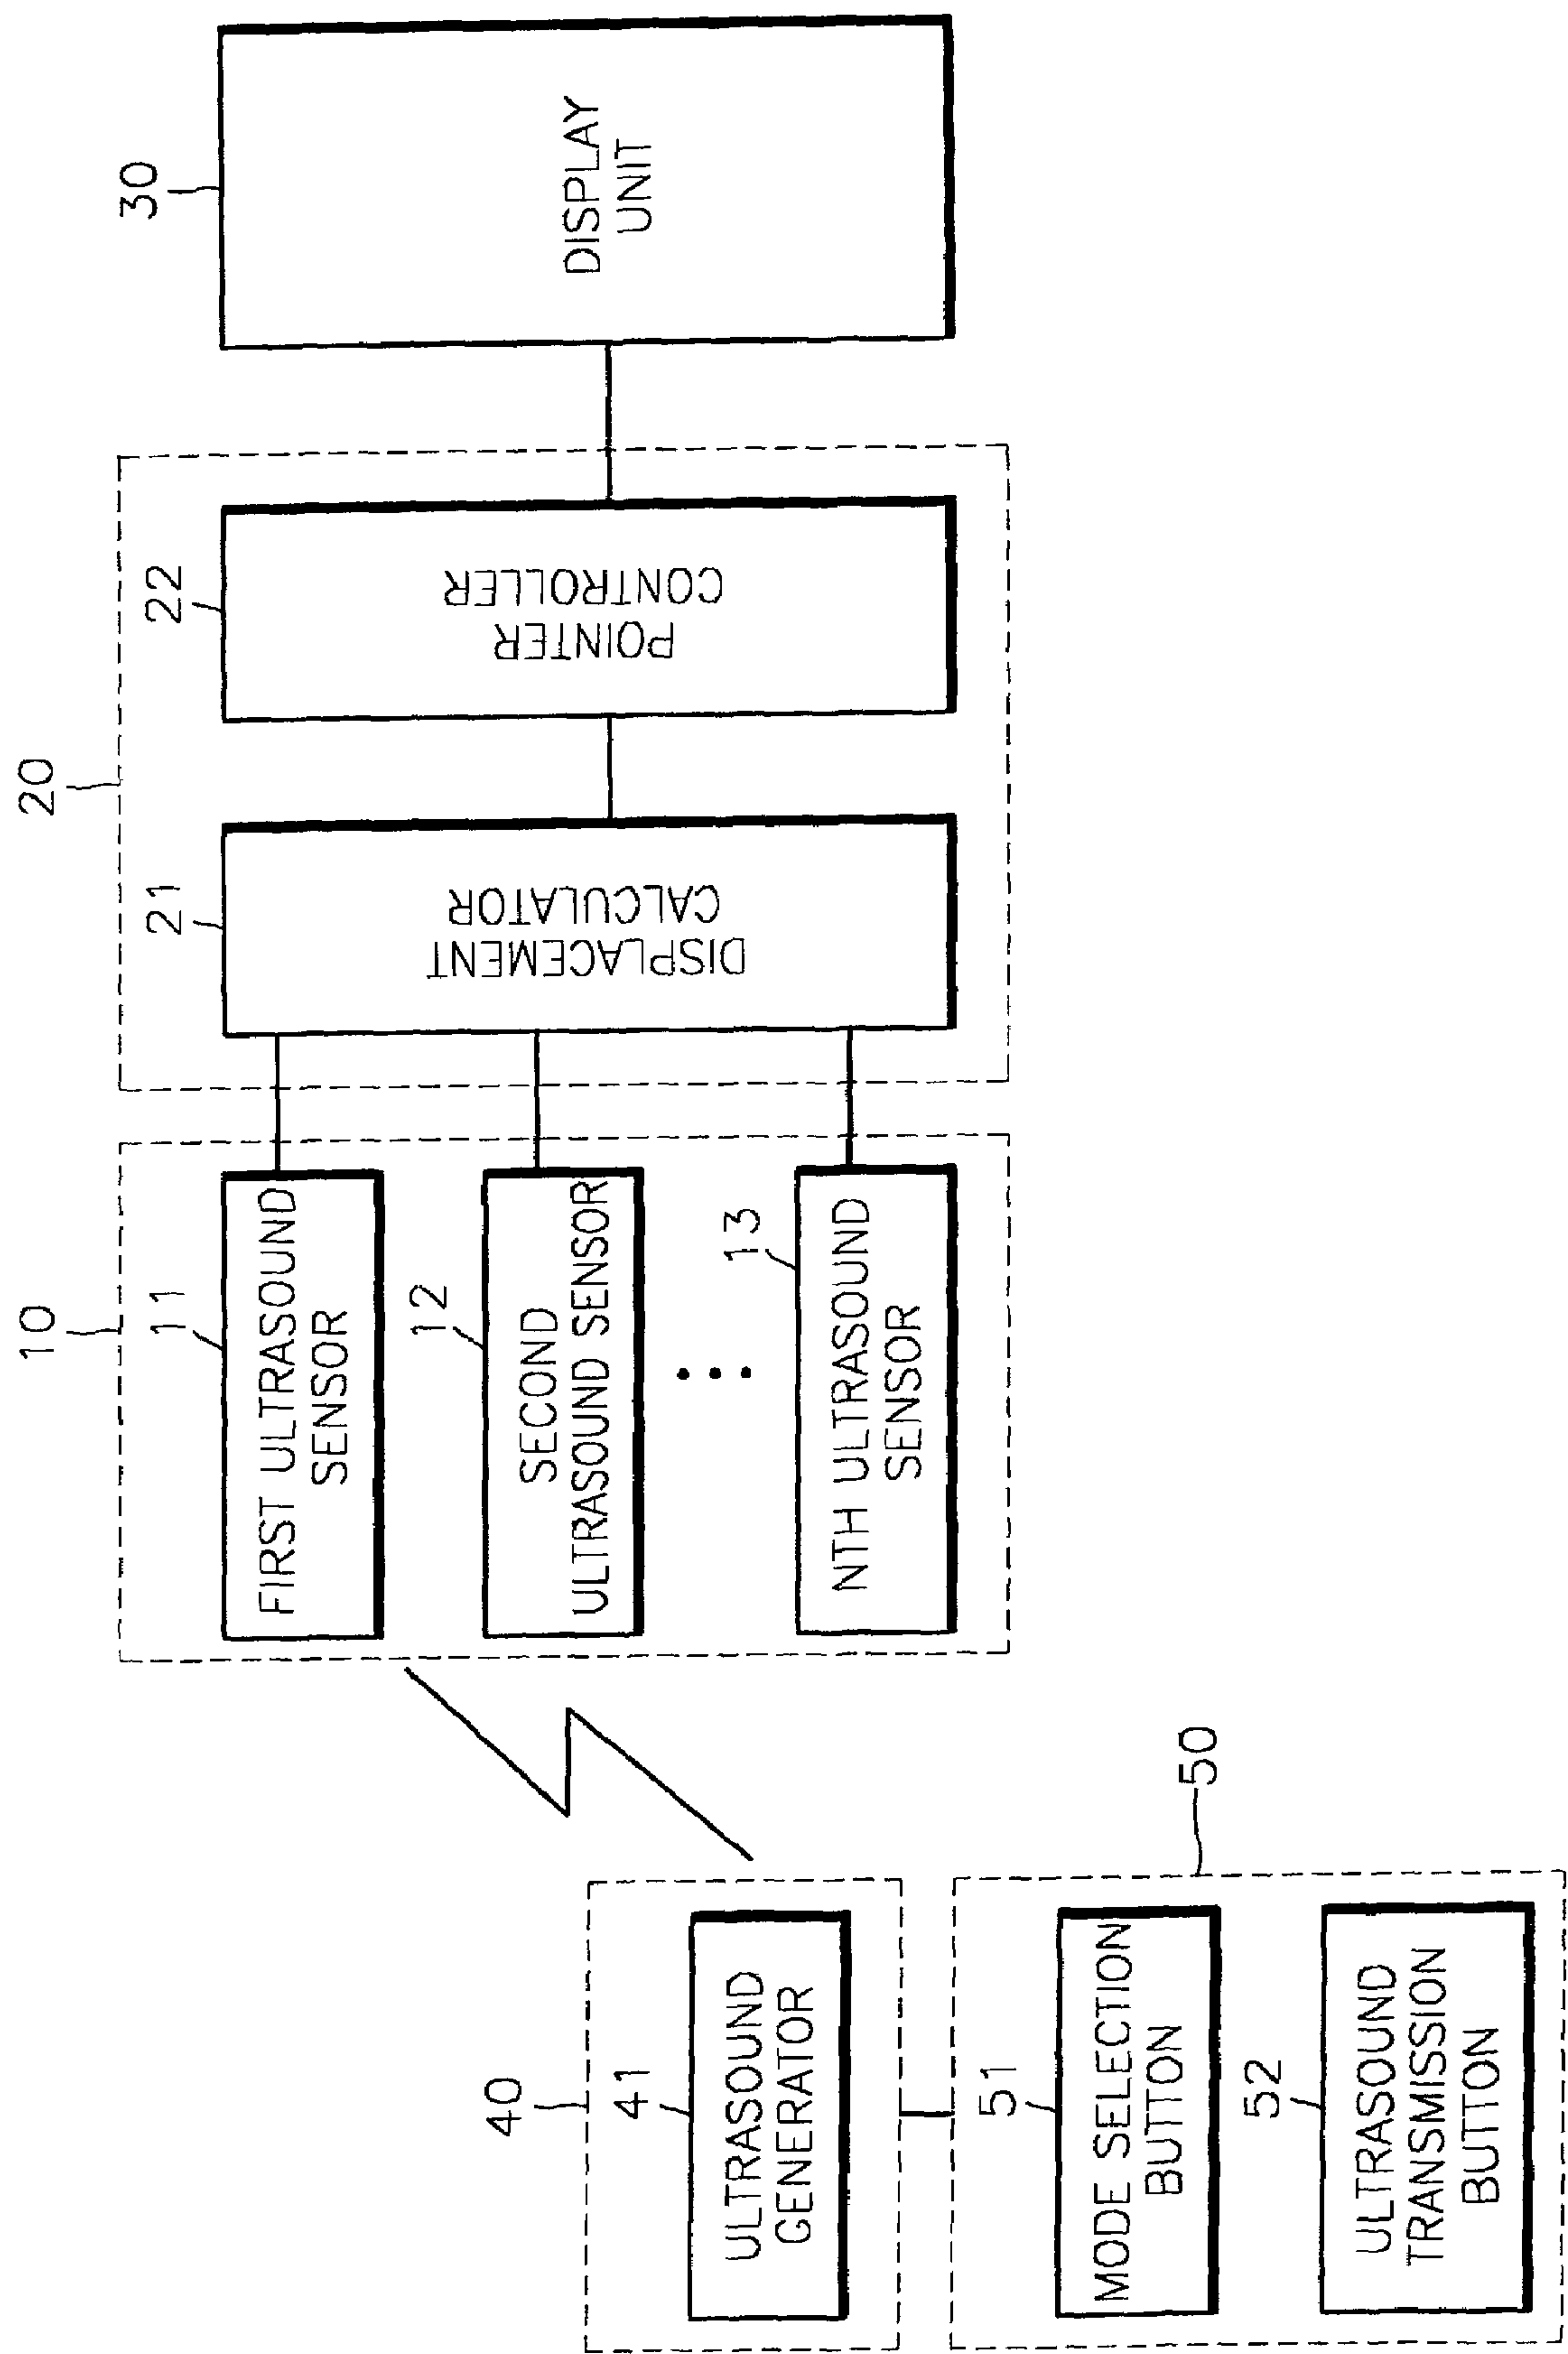 10
11
FIRST ULTRASOUND
SENSOR
12
SECOND
ULTRASOUND SENSOR
13
NTH ULTRASOUND
SENSOR
20
21
DISPLACEMENT
CALCULATOR
22
POINTER
CONTROLLER
30
DISPLAY
UNIT
40
41
ULTRASOUND
GENERATOR
50
51
MODE SELECTION
BUTTON
52
ULTRASOUND
TRANSMISSION
BUTTON